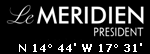 Le MERIDIEN
PRESIDENT
N 14° 44' W 17° 31'